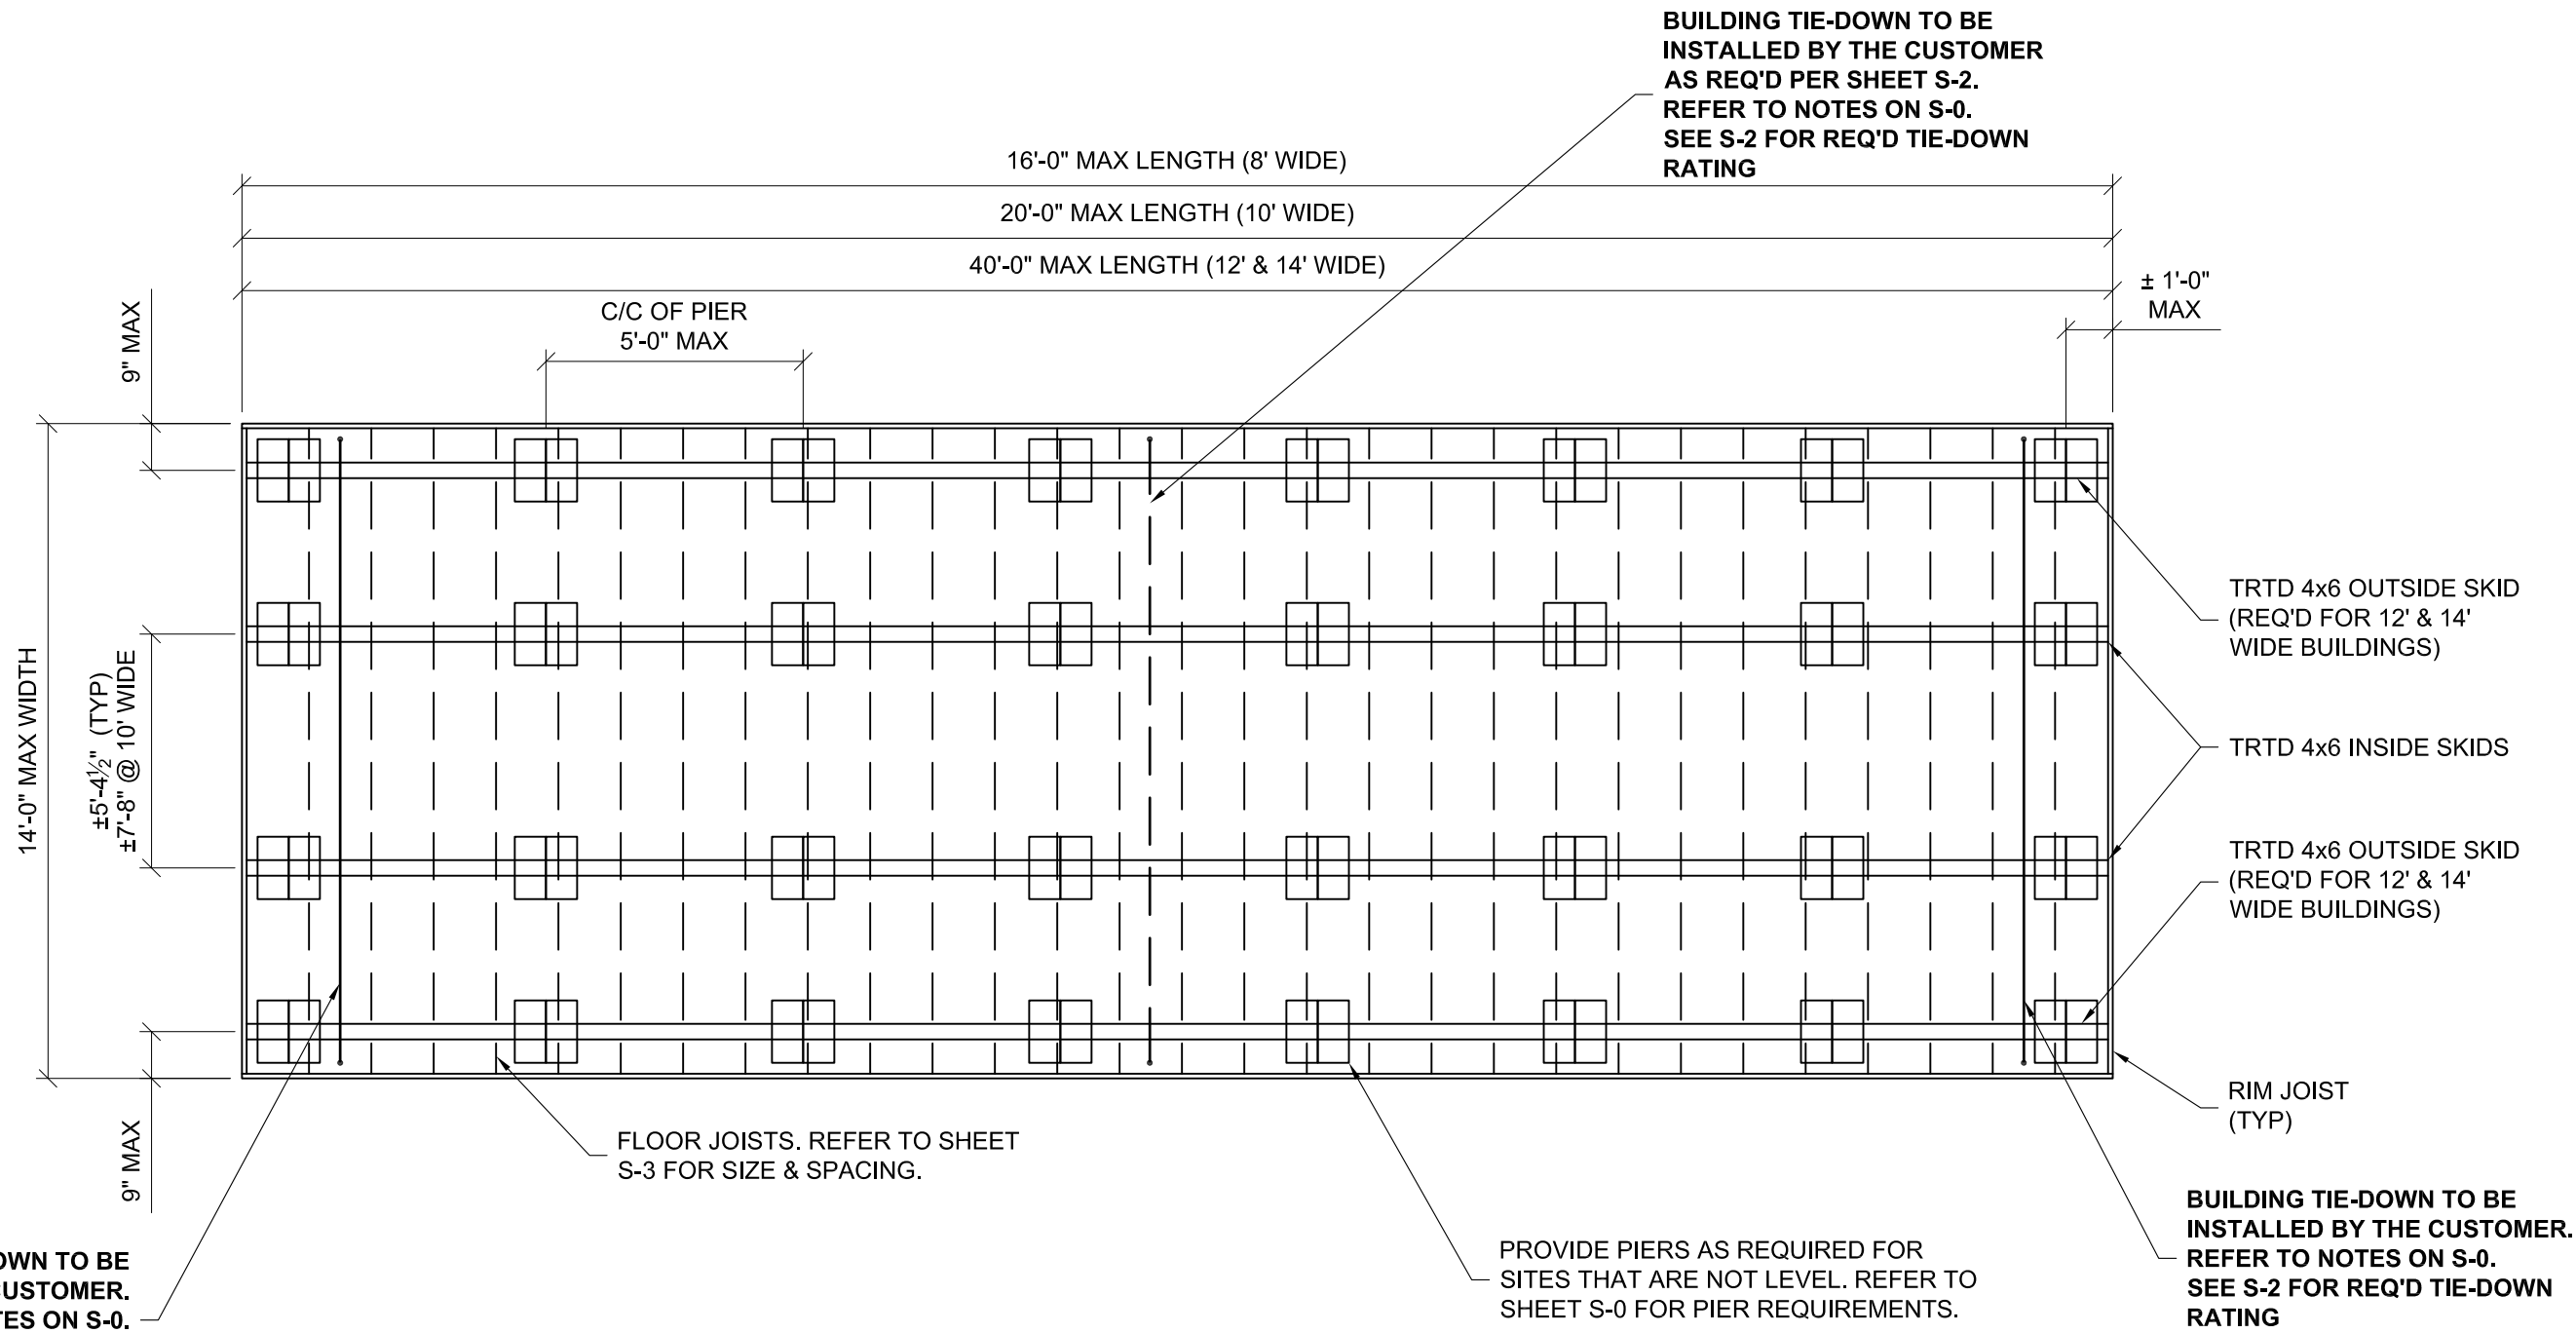 BUILDING TIE-DOWN TO BE
INSTALLED BY THE CUSTOMER
AS REQ'D PER SHEET S-2.
REFER TO NOTES ON S-0.
SEE S-2 FOR REQ'D TIE-DOWN
RATING
16'-0" MAX LENGTH (8' WIDE)
20'-0" MAX LENGTH (10' WIDE)
40'-0" MAX LENGTH (12' & 14' WIDE)
± 1'-0"
MAX
C/C OF PIER
5'-0" MAX
9" MAX
14'-0" MAX WIDTH
±5'-4½" (TYP)
±7'-8" @ 10' WIDE
9" MAX
TRTD 4x6 OUTSIDE SKID
(REQ'D FOR 12' & 14'
WIDE BUILDINGS)
TRTD 4x6 INSIDE SKIDS
TRTD 4x6 OUTSIDE SKID
(REQ'D FOR 12' & 14'
WIDE BUILDINGS)
RIM JOIST
(TYP)
FLOOR JOISTS. REFER TO SHEET
S-3 FOR SIZE & SPACING.
PROVIDE PIERS AS REQUIRED FOR
SITES THAT ARE NOT LEVEL. REFER TO
SHEET S-0 FOR PIER REQUIREMENTS.
BUILDING TIE-DOWN TO BE
INSTALLED BY THE CUSTOMER.
REFER TO NOTES ON S-0.
SEE S-2 FOR REQ'D TIE-DOWN
RATING
TO BE
CUSTOMER.
ON S-0.